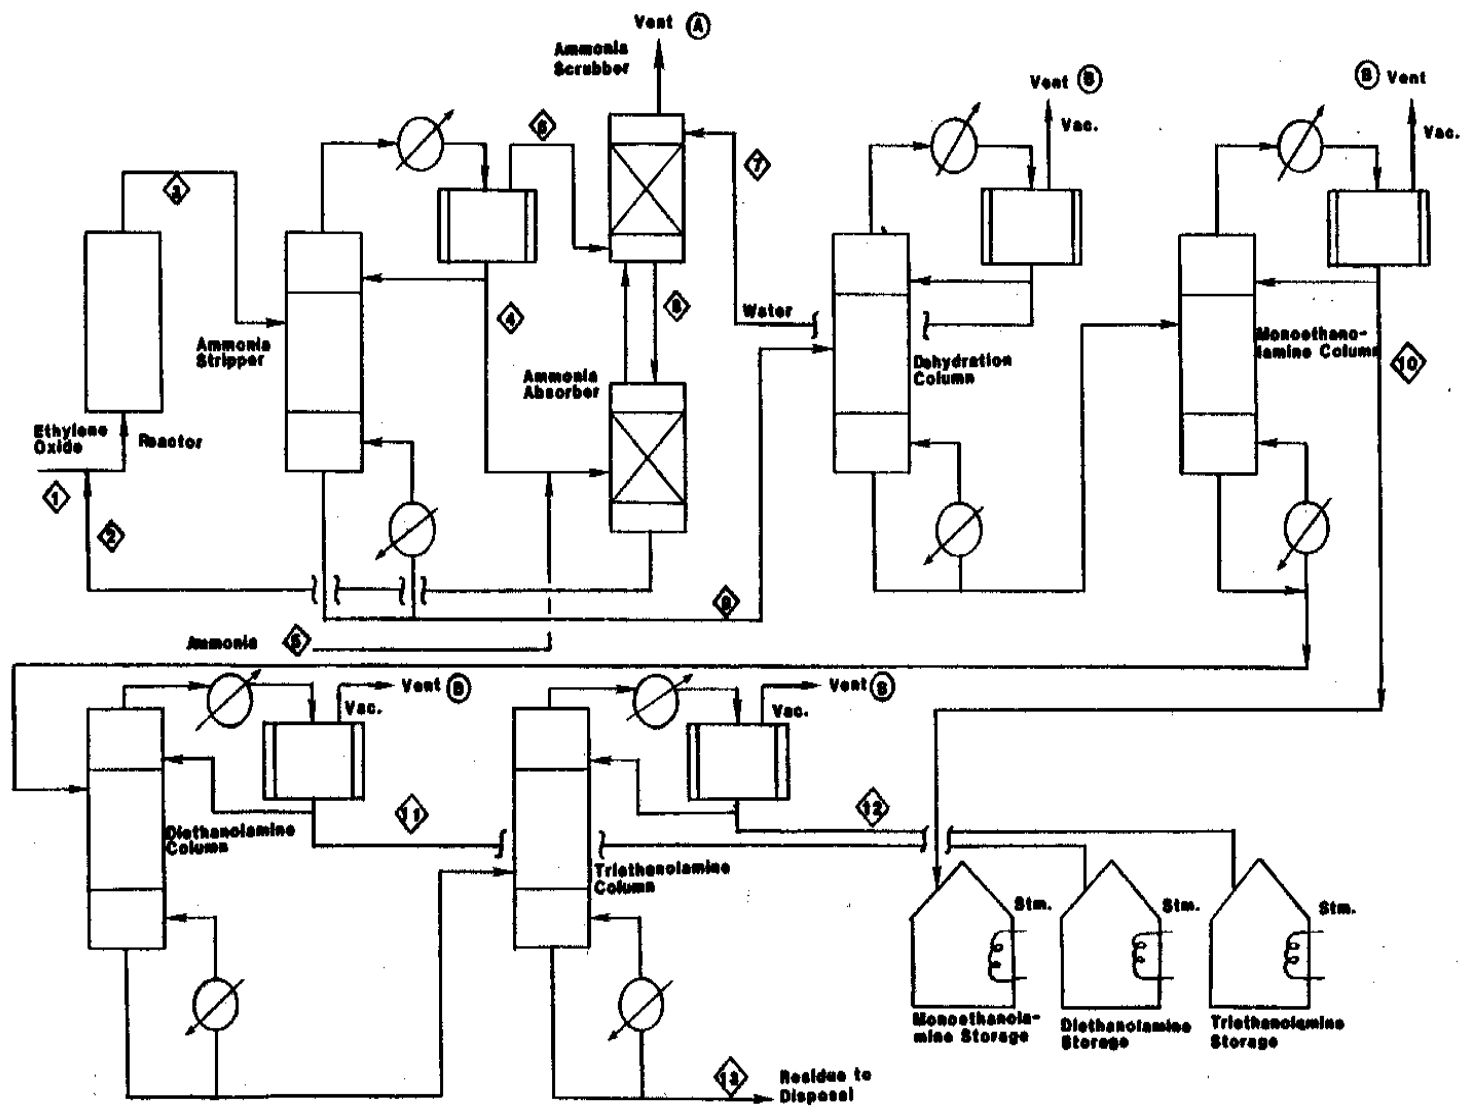 Vent A
Ammonia
Scrubber
Vent B
Vac.
B Vent
Vac.
6
7
3
Water
8
4
Ammonia
Stripper
Ammonia
Absorber
Dehydration
Column
Monoethano-
lamine Column
10
Ethylene
Oxide
Reactor
1
2
9
Ammonia
5
Vent B
Vac.
Vent
Vac.
11
12
Diethanolamine
Column
Triethanolamine
Column
Stm.
Stm.
Stm.
Monoethanola-
mine Storage
Diethanolamine
Storage
Triethanolamine
Storage
13
Residue to
Disposal